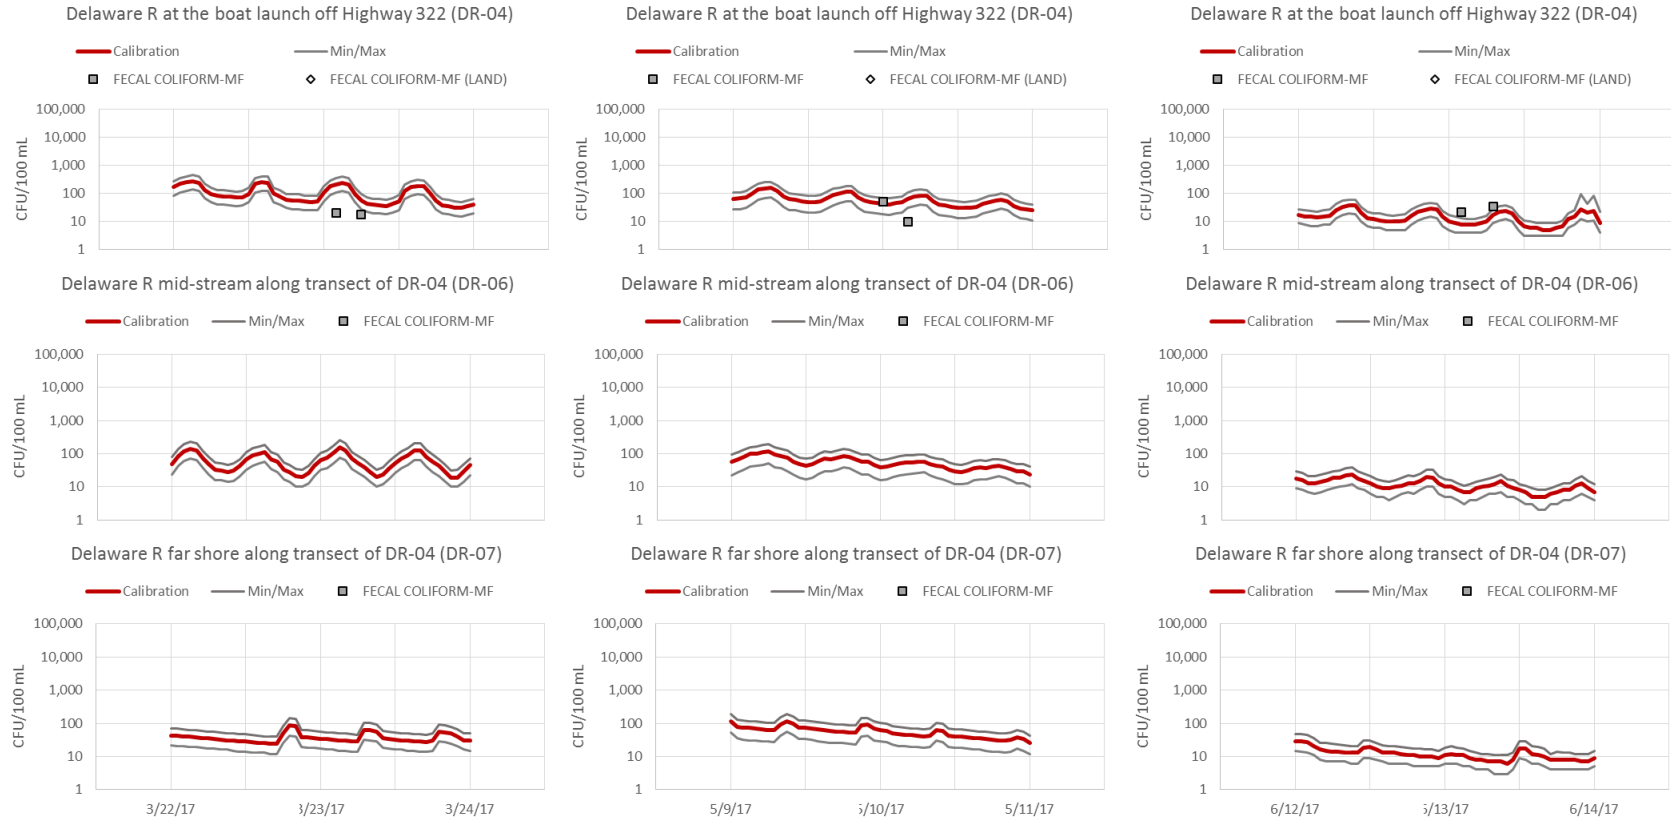 Delaware R at the boat launch off Highway 322 (DR-04)
Calibration
Min/Max
FECAL COLIFORM-MF
FECAL COLIFORM-MF (LAND)
CFU/100 mL
100,000
10,000
1,000
100
10
1
Delaware R at the boat launch off Highway 322 (DR-04)
Calibration
Min/Max
FECAL COLIFORM-MF
FECAL COLIFORM-MF (LAND)
CFU/100 mL
100,000
10,000
1,000
100
10
1
Delaware R at the boat launch off Highway 322 (DR-04)
Calibration
Min/Max
FECAL COLIFORM-MF
FECAL COLIFORM-MF (LAND)
CFU/100 mL
100,000
10,000
1,000
100
10
1
Delaware R mid-stream along transect of DR-04 (DR-06)
Calibration Min/Max FECAL COLIFORM-MF
CFU/100 mL
100,000
10,000
1,000
100
10
1
Delaware R mid-stream along transect of DR-04 (DR-06)
Calibration Min/Max FECAL COLIFORM-MF
CFU/100 mL
100,000
10,000
1,000
100
10
1
Delaware R mid-stream along transect of DR-04 (DR-06)
Calibration Min/Max FECAL COLIFORM-MF
CFU/100 mL
100,000
10,000
1,000
100
10
1
Delaware R far shore along transect of DR-04 (DR-07)
Calibration Min/Max FECAL COLIFORM-MF
CFU/100 mL
100,000
10,000
1,000
100
10
1
3/22/17 /23/17 3/24/17
Delaware R far shore along transect of DR-04 (DR-07)
Calibration Min/Max FECAL COLIFORM-MF
CFU/100 mL
100,000
10,000
1,000
100
10
1
5/9/17 /10/17 5/11/17
Delaware R far shore along transect of DR-04 (DR-07)
Calibration Min/Max FECAL COLIFORM-MF
CFU/100 mL
100,000
10,000
1,000
100
10
1
6/12/17 /13/17 6/14/17